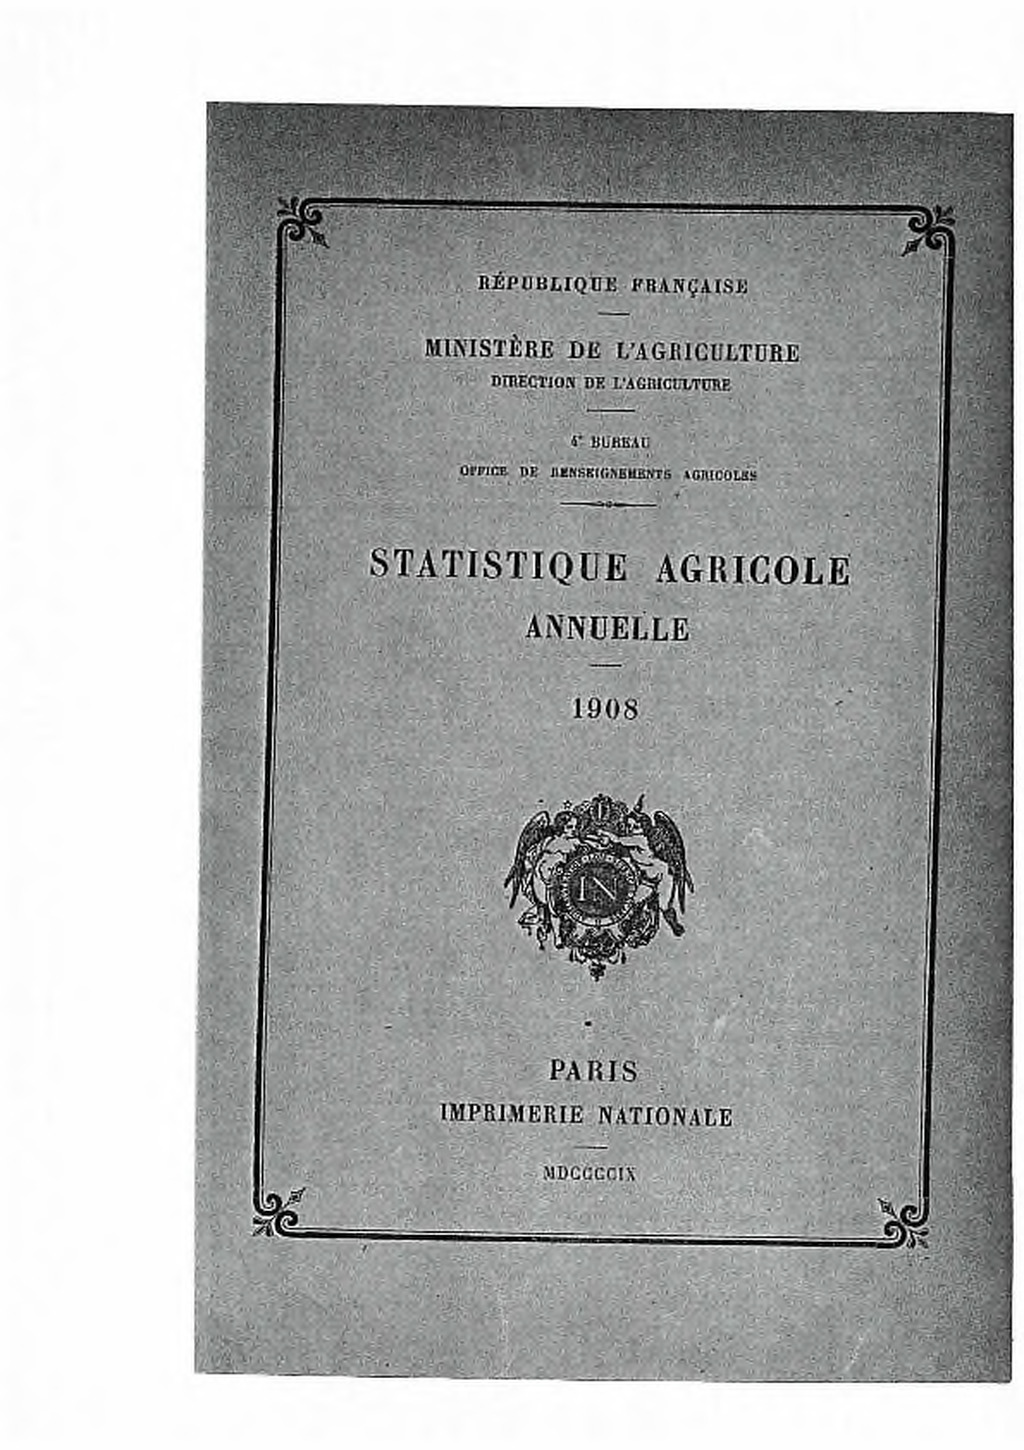 RÉPUBLIQUE FRANÇAISE
MINISTÈRE DE L'AGRICULTURE
DIRECTION DE L'AGRICULTURE
4e BUREAU
OFFICE DE RENSEIGNEMENTS AGRICOLES
STATISTIQUE AGRICOLE
ANNUELLE
1908
IN
PARIS
IMPRIMERIE NATIONALE
MDCCCCIX